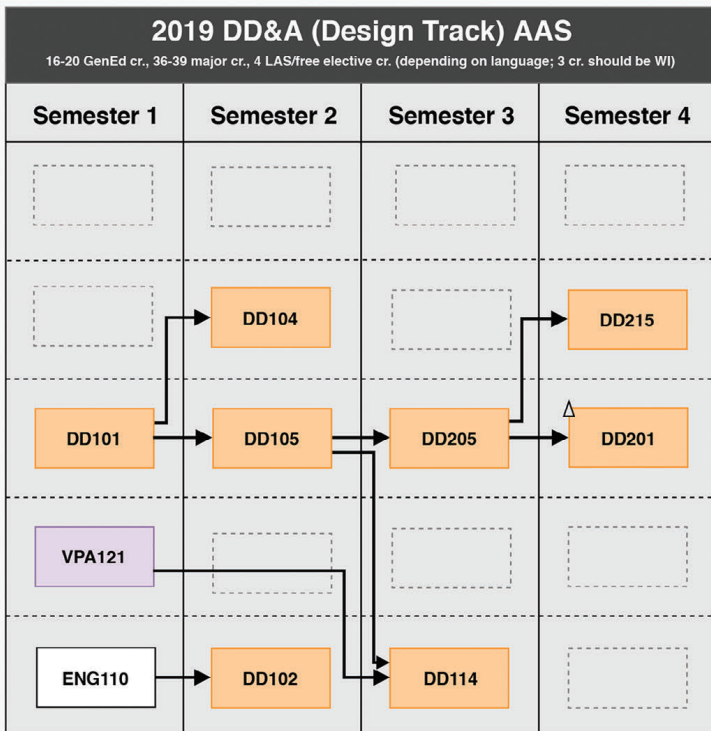 2019 DD&A (Design Track) AAS
16-20 GenEd cr., 36-39 major cr., 4 LAS/free elective cr. (depending on language; 3 cr. should be WI)
Semester 1 Semester 2 Semester 3 Semester 4
DD104 DD215
DD101 DD105 DD205 DD201
VPA121
ENG110 DD102 DD114